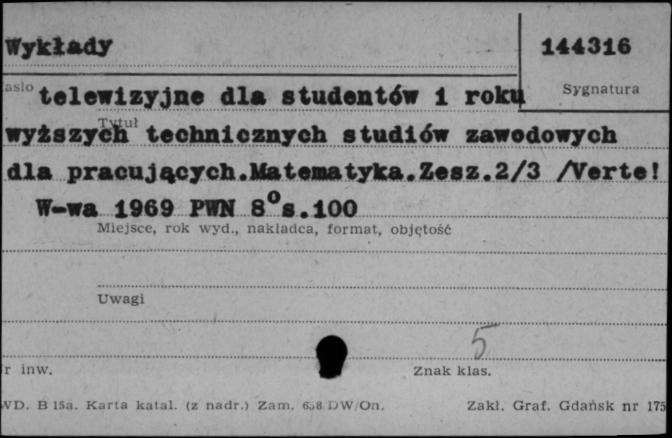 Wykłady 144316
asło Sygnatura
telewizyjne dla studentów 1 roku
Tytuł
wyższych technicznych studiów zawodowych
dla pracujących.Matematyka.Zesz.2/3 /Verte!
W-wa 1969 PWN 8°s.100
Miejsce, rok wyd., nakładca, format, objętość
Uwagi
5
r inw. Znak klas.
WD. B 15a. Karta katal. (z nadr.) Zam. DW/On. Zakł. Graf. Gdańsk nr 175